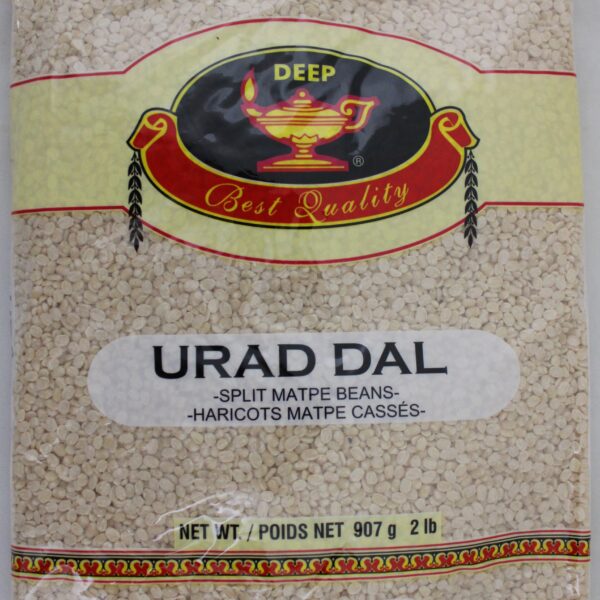 DEEP
®
Best Quality
URAD DAL
-SPLIT MATPE BEANS-
-HARICOTS MATPE CASSÉS-
NET WT. / POIDS NET 907 g 2 lb